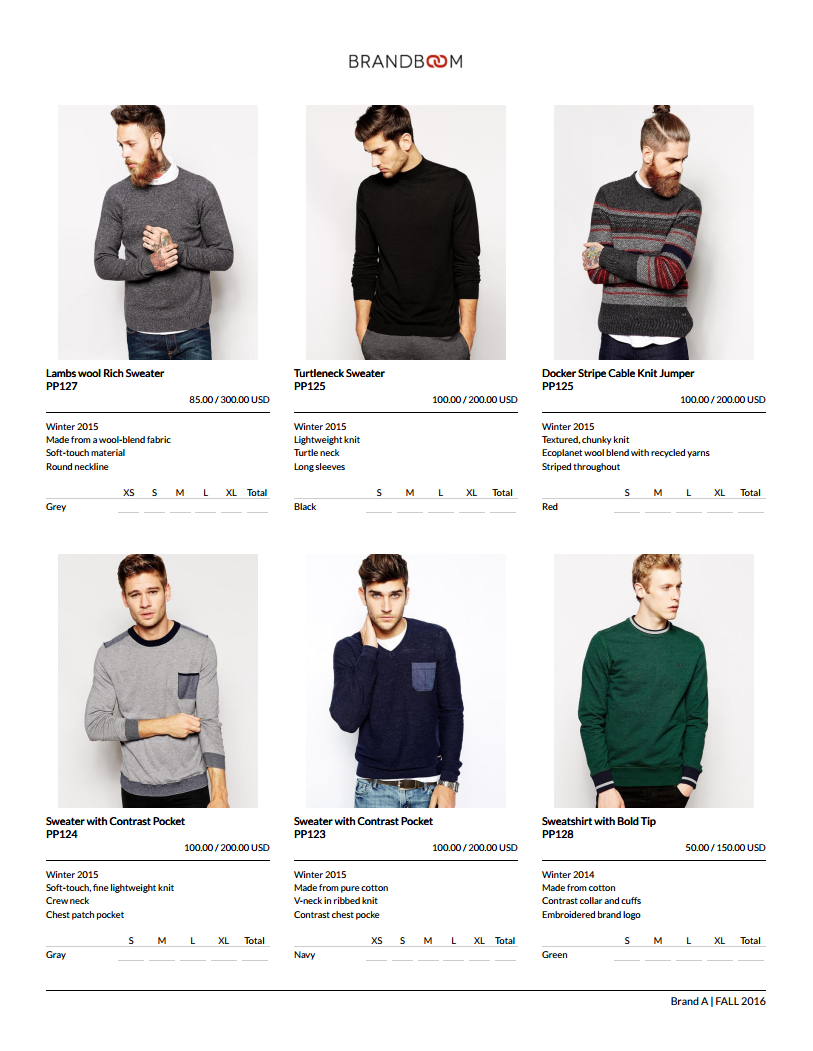 BRANDBOOM
Lambs wool Rich Sweater
PP127
85.00 / 300.00 USD
Winter 2015
Made from a wool-blend fabric
Soft-touch material
Round neckline
XS S M L XL Total
Grey
Turtleneck Sweater
PP125
100.00 / 200.00 USD
Winter 2015
Lightweight knit
Turtle neck
Long sleeves
S M L XL Total
Black
Docker Stripe Cable Knit Jumper
PP125
100.00 / 200.00 USD
Winter 2015
Textured, chunky knit
Ecoplanet wool blend with recycled yarns
Striped throughout
S M L XL Total
Red
Sweater with Contrast Pocket
PP124
100.00 / 200.00 USD
Winter 2015
Soft-touch, fine lightweight knit
Crew neck
Chest patch pocket
S M L XL Total
Gray
Sweater with Contrast Pocket
PP123
100.00 / 200.00 USD
Winter 2015
Made from pure cotton
V-neck in ribbed knit
Contrast chest pocke
XS S M L XL Total
Navy
Sweatshirt with Bold Tip
PP128
50.00 / 150.00 USD
Winter 2014
Made from cotton
Contrast collar and cuffs
Embroidered brand logo
S M L XL Total
Green
Brand A | FALL 2016